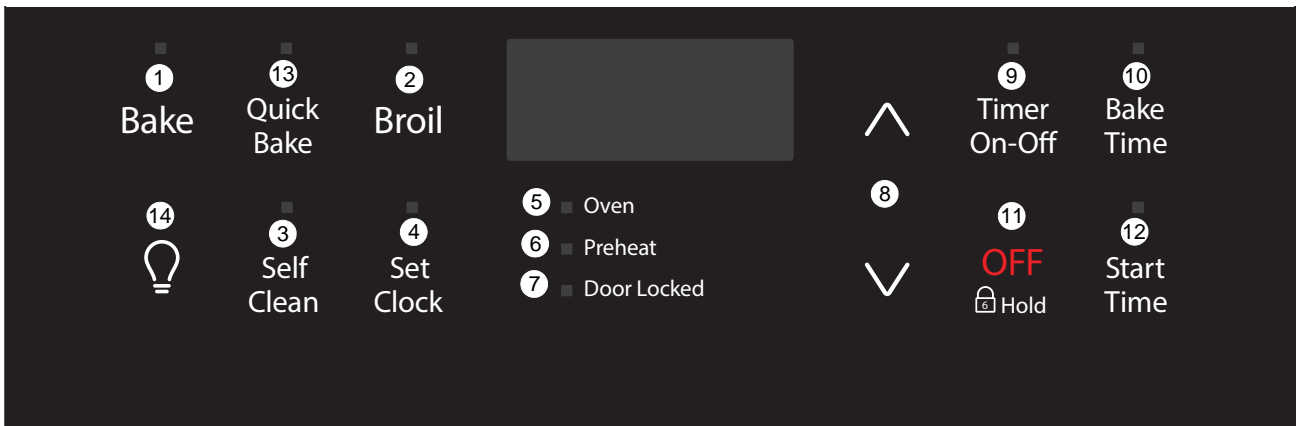 1
Bake
13
Quick
Bake
2
Broil
14
3
Self
Clean
4
Set
Clock
5 Oven
6 Preheat
7 Door Locked
8
9
Timer
On-Off
10
Bake
Time
11
OFF
6 Hold
12
Start
Time